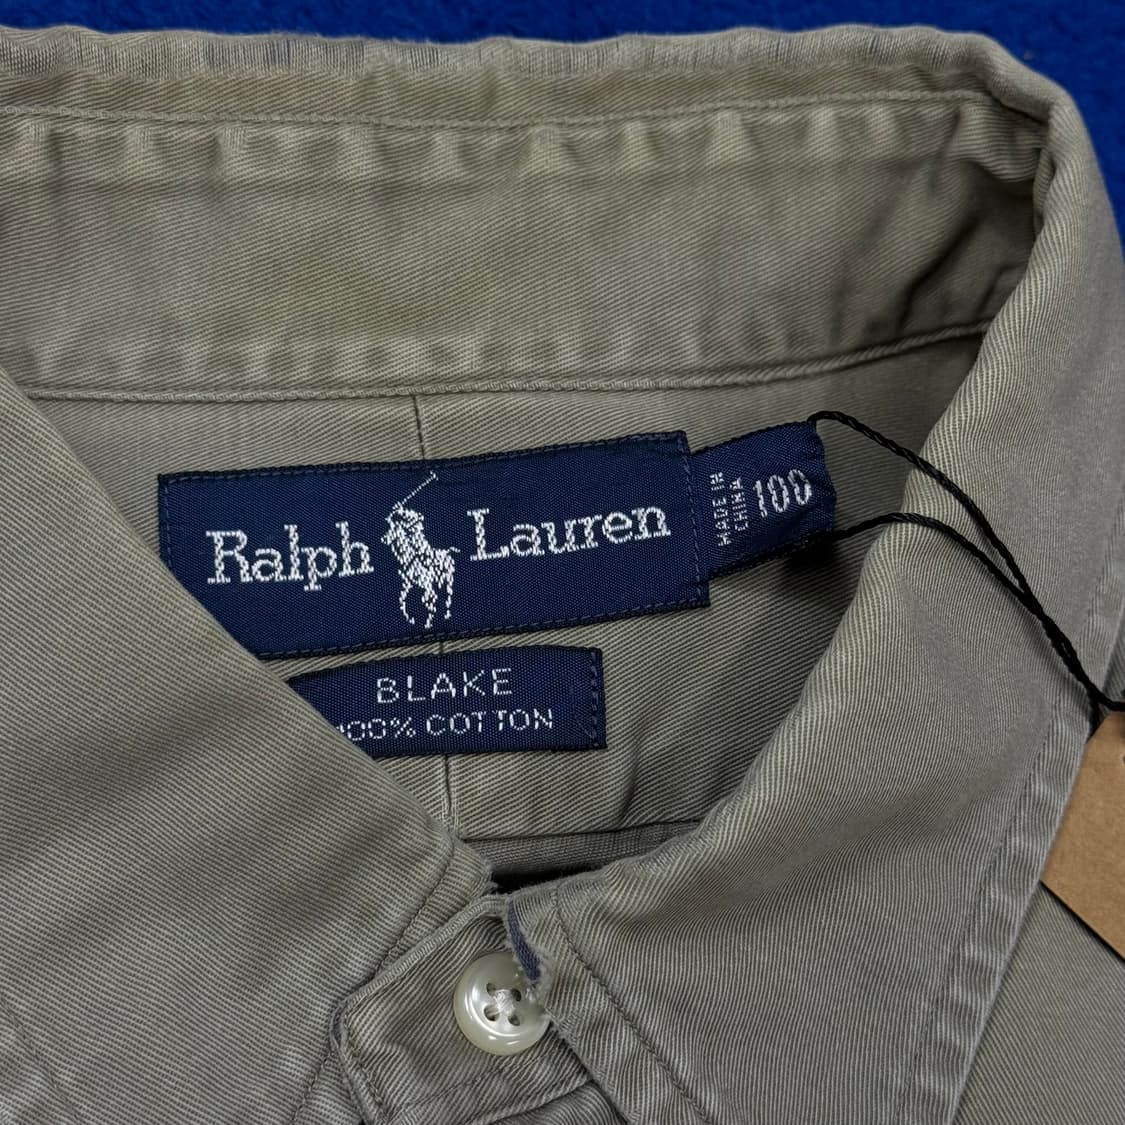 Ralph Lauren
MADE IN
CHINA
100
BLAKE
100% COTTON